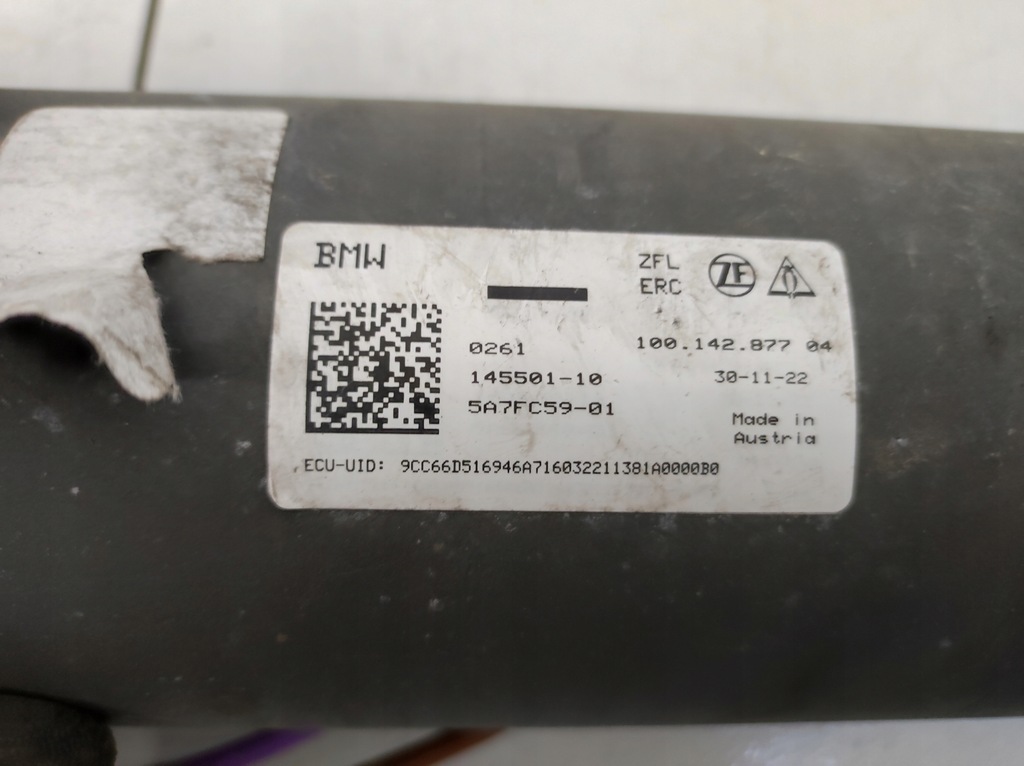 BMW
ZFL
ERC
ZF
0261
145501-10
5A7FC59-01
100.142.877 04
30-11-22
Made in
Austria
ECU-UID: 9CC66D516946A716032211381A0000B0